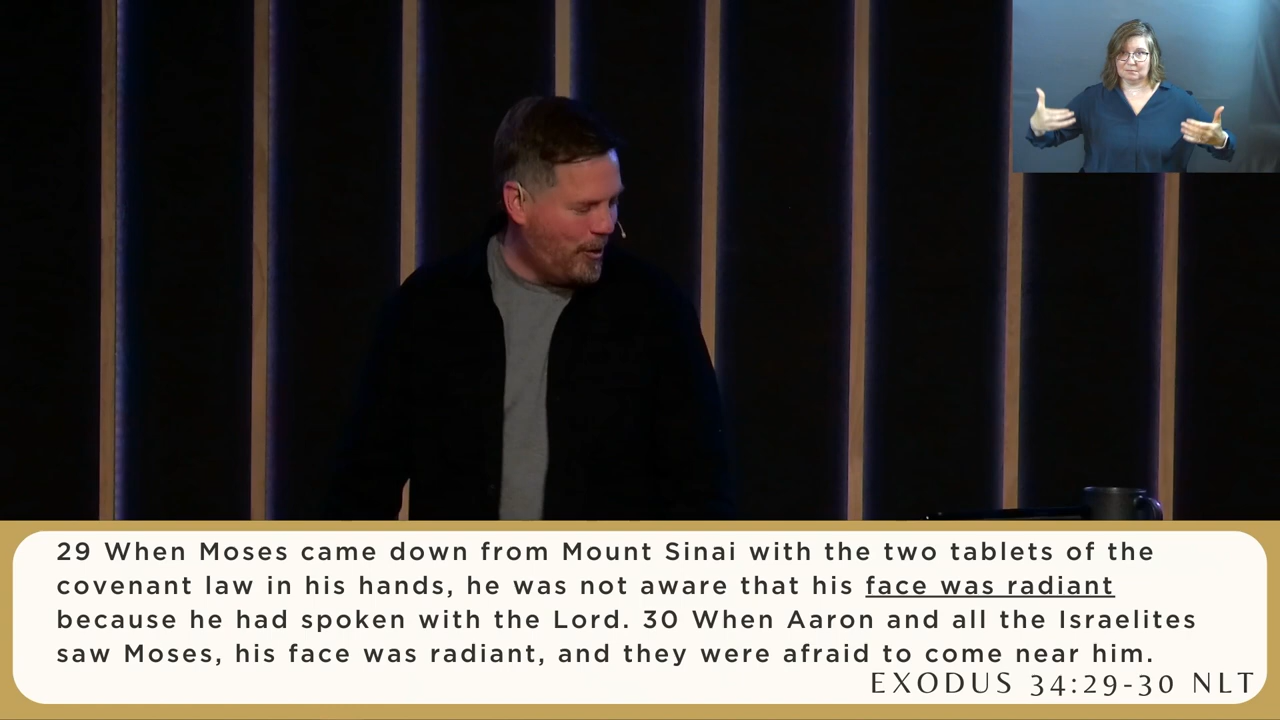 29 When Moses came down from Mount Sinai with the two tablets of the
covenant law in his hands, he was not aware that his face was radiant
because he had spoken with the Lord. 30 When Aaron and all the Israelites
saw Moses, his face was radiant, and they were afraid to come near him.
EXODUS 34:29-30 NLT